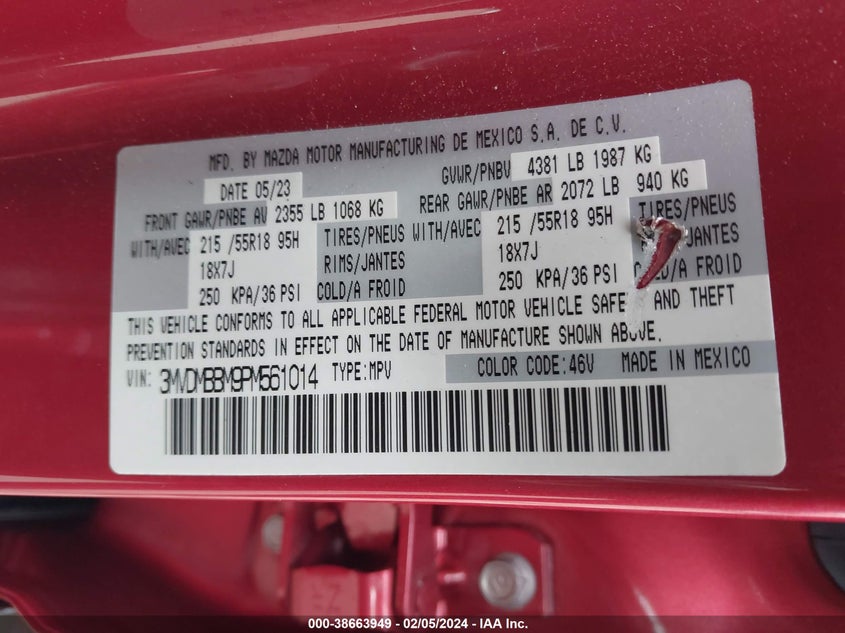 MFD. BY MAZDA MOTOR MANUFACTURING DE MEXICO S.A. DE C.V.
DATE 05/23 GVWR/PNBV 4381 LB 1987 KG
FRONT GAWR/PNBE AV 2355 LB 1068 KG REAR GAWR/PNBE AR 2072 LB 940 KG
WITH/AVEC 215 /55R18 95H TIRES/PNEUS WITH/AVEC 215 /55R18 95H TIRES/PNEUS
18X7J RIMS/JANTES 18X7J RIMS/JANTES
250 KPA/36 PSI COLD/A FROID 250 KPA/36 PSI COLD/A FROID
THIS VEHICLE CONFORMS TO ALL APPLICABLE FEDERAL MOTOR VEHICLE SAFE AND THEFT
PREVENTION STANDARDS IN EFFECT ON THE DATE OF MANUFACTURE SHOWN ABOVE.
VIN: 3MVDMBBM9PM561014 TYPE:MPV COLOR CODE:46V MADE IN MEXICO
000-38663949 - 02/05/2024 - IAA Inc.